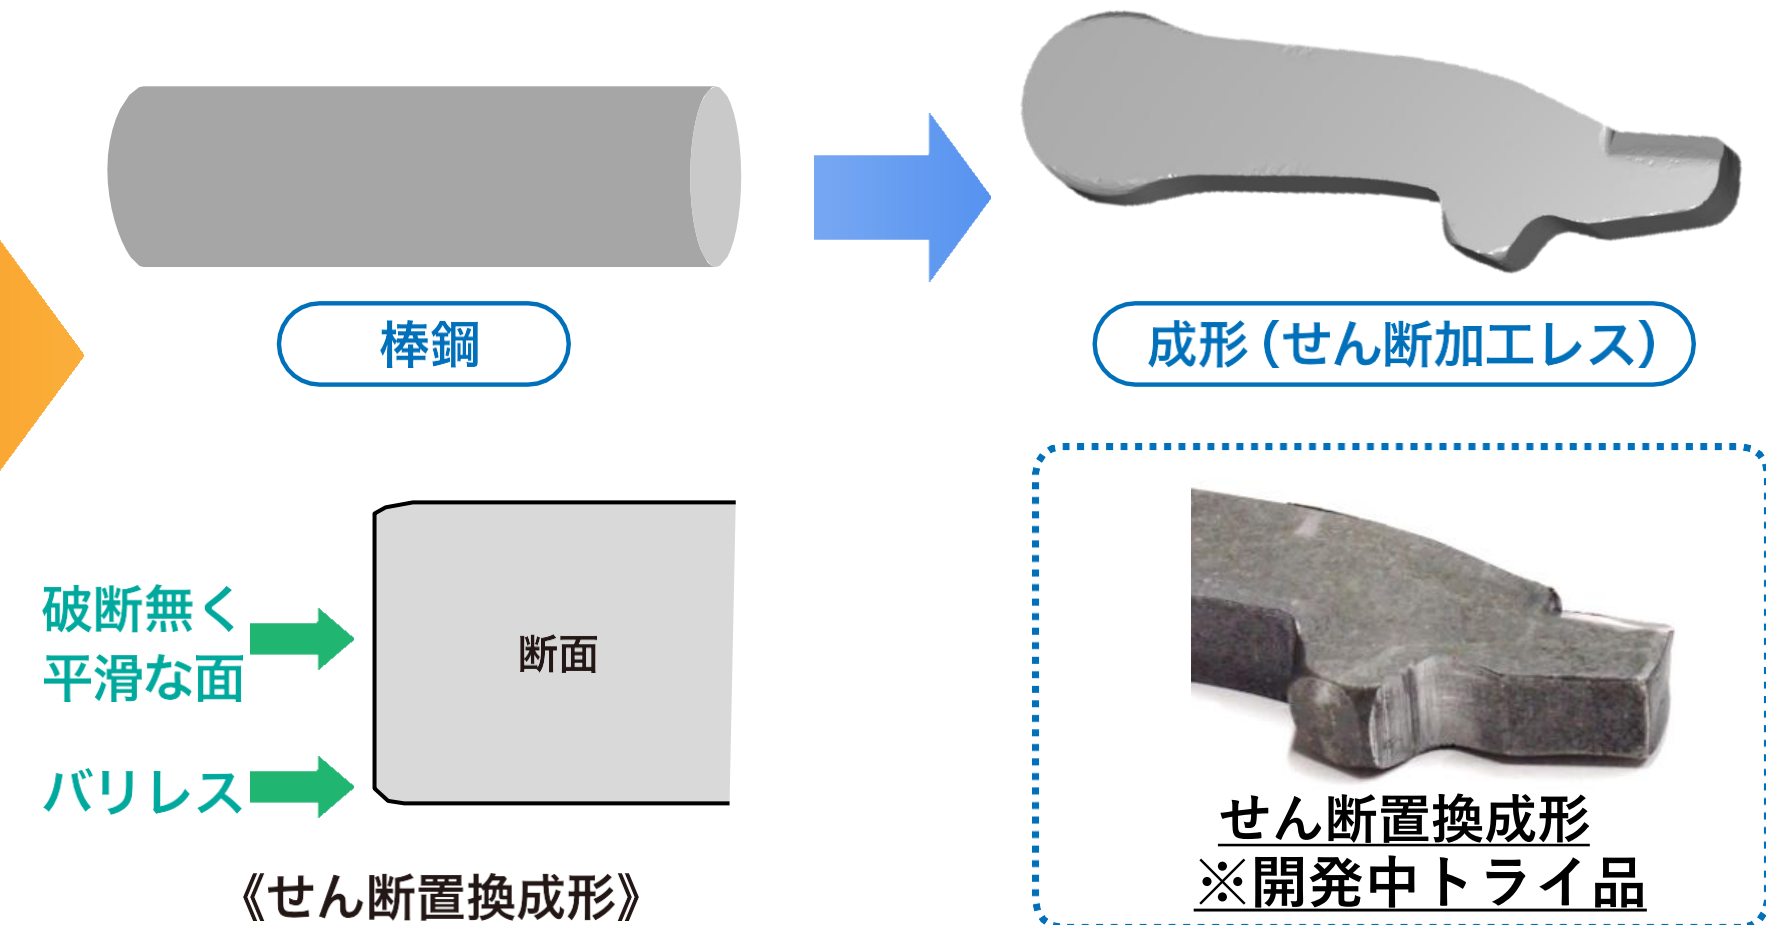 棒鋼
成形（せん断加工レス）
破断無く
平滑な面
断面
バリレス
《せん断置換成形》
せん断置換成形
※開発中トライ品